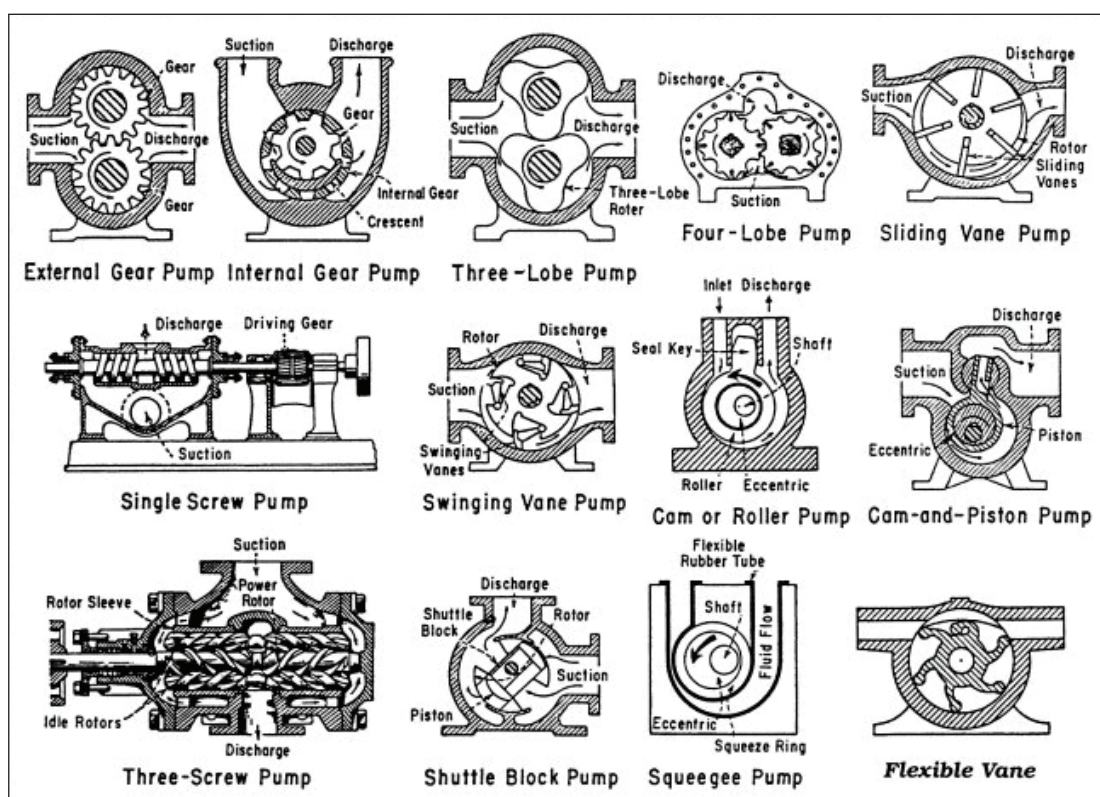 Gear
Suction
Discharge
Gear
External Gear Pump
Suction
Discharge
Gear
Internal Gear
Crescent
Internal Gear Pump
Suction
Discharge
Three-Lobe
Roter
Three-Lobe Pump
Discharge
Suction
Four-Lobe Pump
Discharge
Suction
Rotor
Sliding
Vanes
Sliding Vane Pump
Discharge
Driving Gear
Suction
Single Screw Pump
Rotor
Discharge
Suction
Swinging
Vanes
Swinging Vane Pump
Inlet
Discharge
Seal Key
Shaft
Roller
Eccentric
Cam or Roller Pump
Discharge
Suction
Eccentric
Piston
Cam-and-Piston Pump
Suction
Power
Rotor
Rotor Sleeve
Idle Rotors
Discharge
Three-Screw Pump
Discharge
Shuttle
Block
Rotor
Suction
Piston
Shuttle Block Pump
Flexible
Rubber Tube
Shaft
Fluid Flow
Eccentric
Squeeze Ring
Squeegee Pump
Flexible Vane